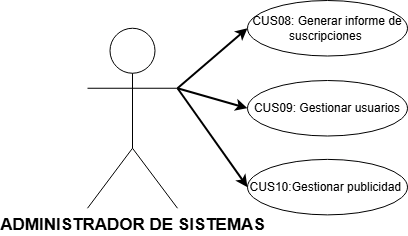 CUS08: Generar informe de
suscripciones
CUS09: Gestionar usuarios
CUS10:Gestionar publicidad
ADMINISTRADOR DE SISTEMAS